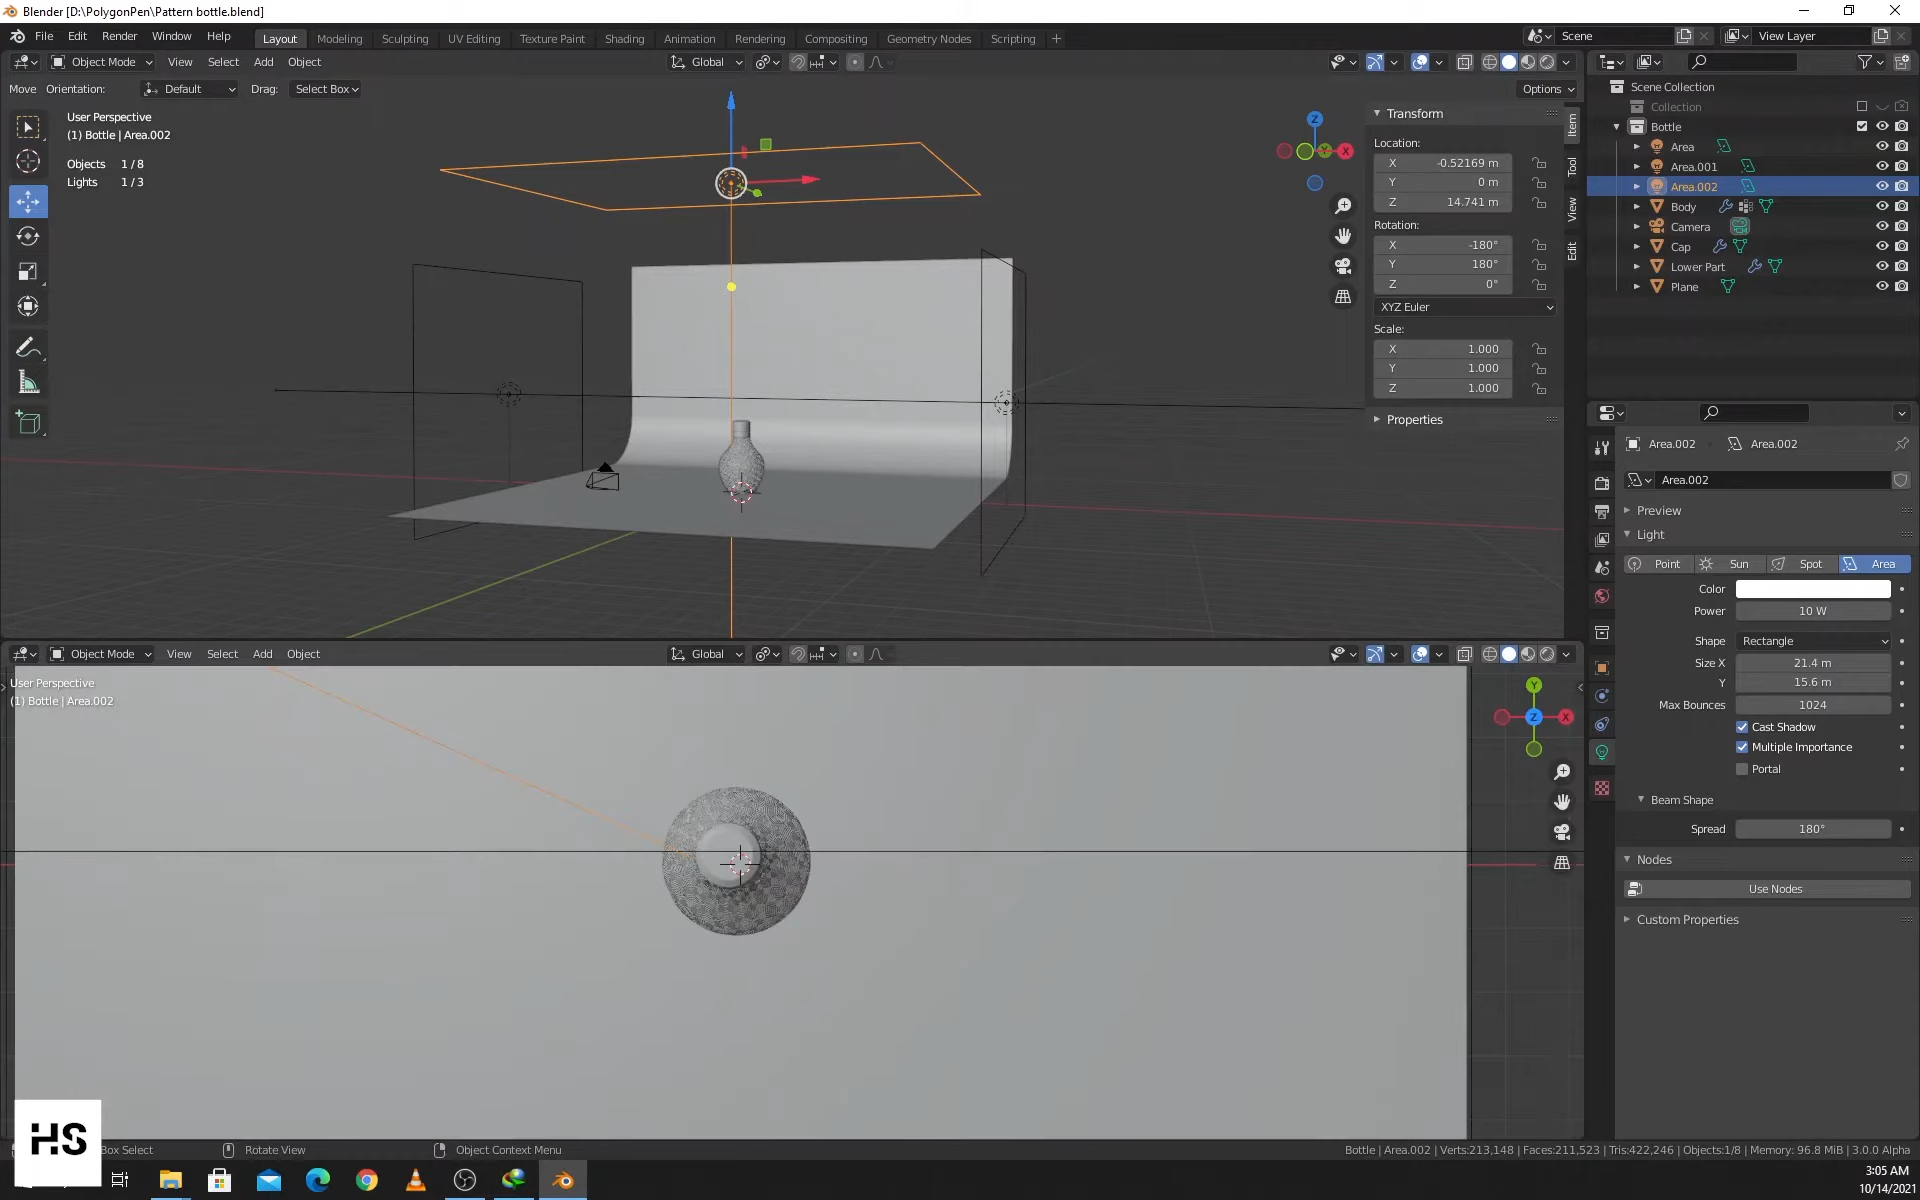 Blender [D:\PolygonPen\Pattern bottle.blend]
File Edit Render Window Help
Layout Modeling Sculpting UV Editing Texture Paint Shading Animation Rendering Compositing Geometry Nodes Scripting +
Scene
View Layer
Object Mode View Select Add Object
Global
Move Orientation: Default Drag: Select Box
Options
User Perspective
(1) Bottle | Area.002
Objects 1/8
Lights 1/3
Z
X
Y
Transform
Location:
X -0.52169 m
Y 0 m
Z 14.741 m
Rotation:
X -180°
Y 180°
Z 0°
XYZ Euler
Scale:
X 1.000
Y 1.000
Z 1.000
Properties
Item
Tool
View
Edit
Scene Collection
Collection
Bottle
Area
Area.001
Area.002
Body
Camera
Cap
Lower Part
Plane
Area.002 Area.002
Area.002
Preview
Light
Point Sun Spot Area
Color
Power 10 W
Shape Rectangle
Size X 21.4 m
Y 15.6 m
Max Bounces 1024
Cast Shadow
Multiple Importance
Portal
Beam Shape
Spread 180°
Nodes
Use Nodes
Custom Properties
Object Mode View Select Add Object
Global
User Perspective
(1) Bottle | Area.002
Y
Z
X
HS
Box Select
Rotate View
Object Context Menu
Bottle | Area.002 | Verts:213,148 | Faces:211,523 | Tris:422,246 | Objects:1/8 | Memory: 96.8 MiB | 3.0.0 Alpha
3:05 AM
10/14/2021